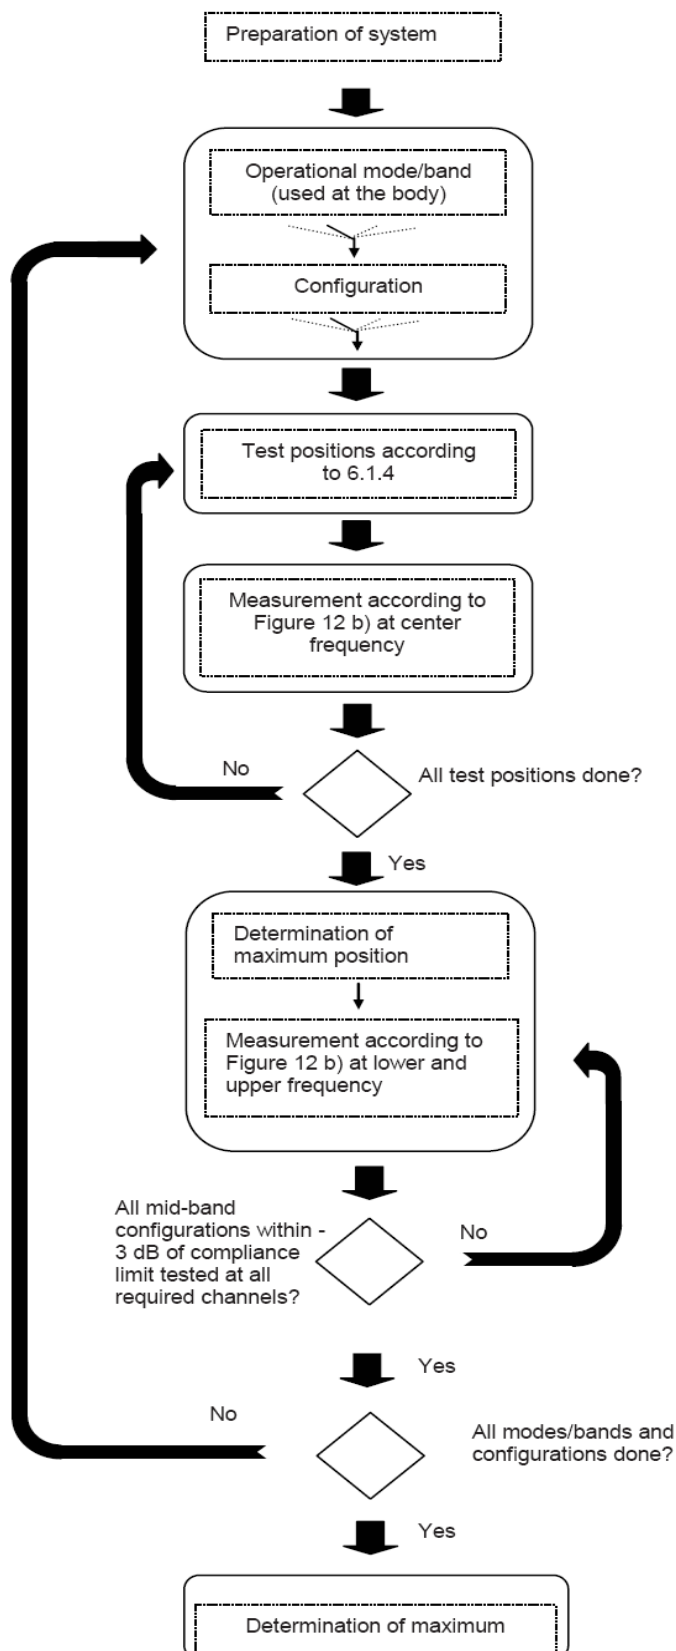 Preparation of system
Operational mode/band
(used at the body)
Configuration
Test positions according
to 6.1.4
Measurement according to
Figure 12 b) at center
frequency
No
All test positions done?
Yes
Determination of
maximum position
Measurement according to
Figure 12 b) at lower and
upper frequency
All mid-band
configurations within -
3 dB of compliance
limit tested at all
required channels?
No
Yes
No
All modes/bands and
configurations done?
Yes
Determination of maximum